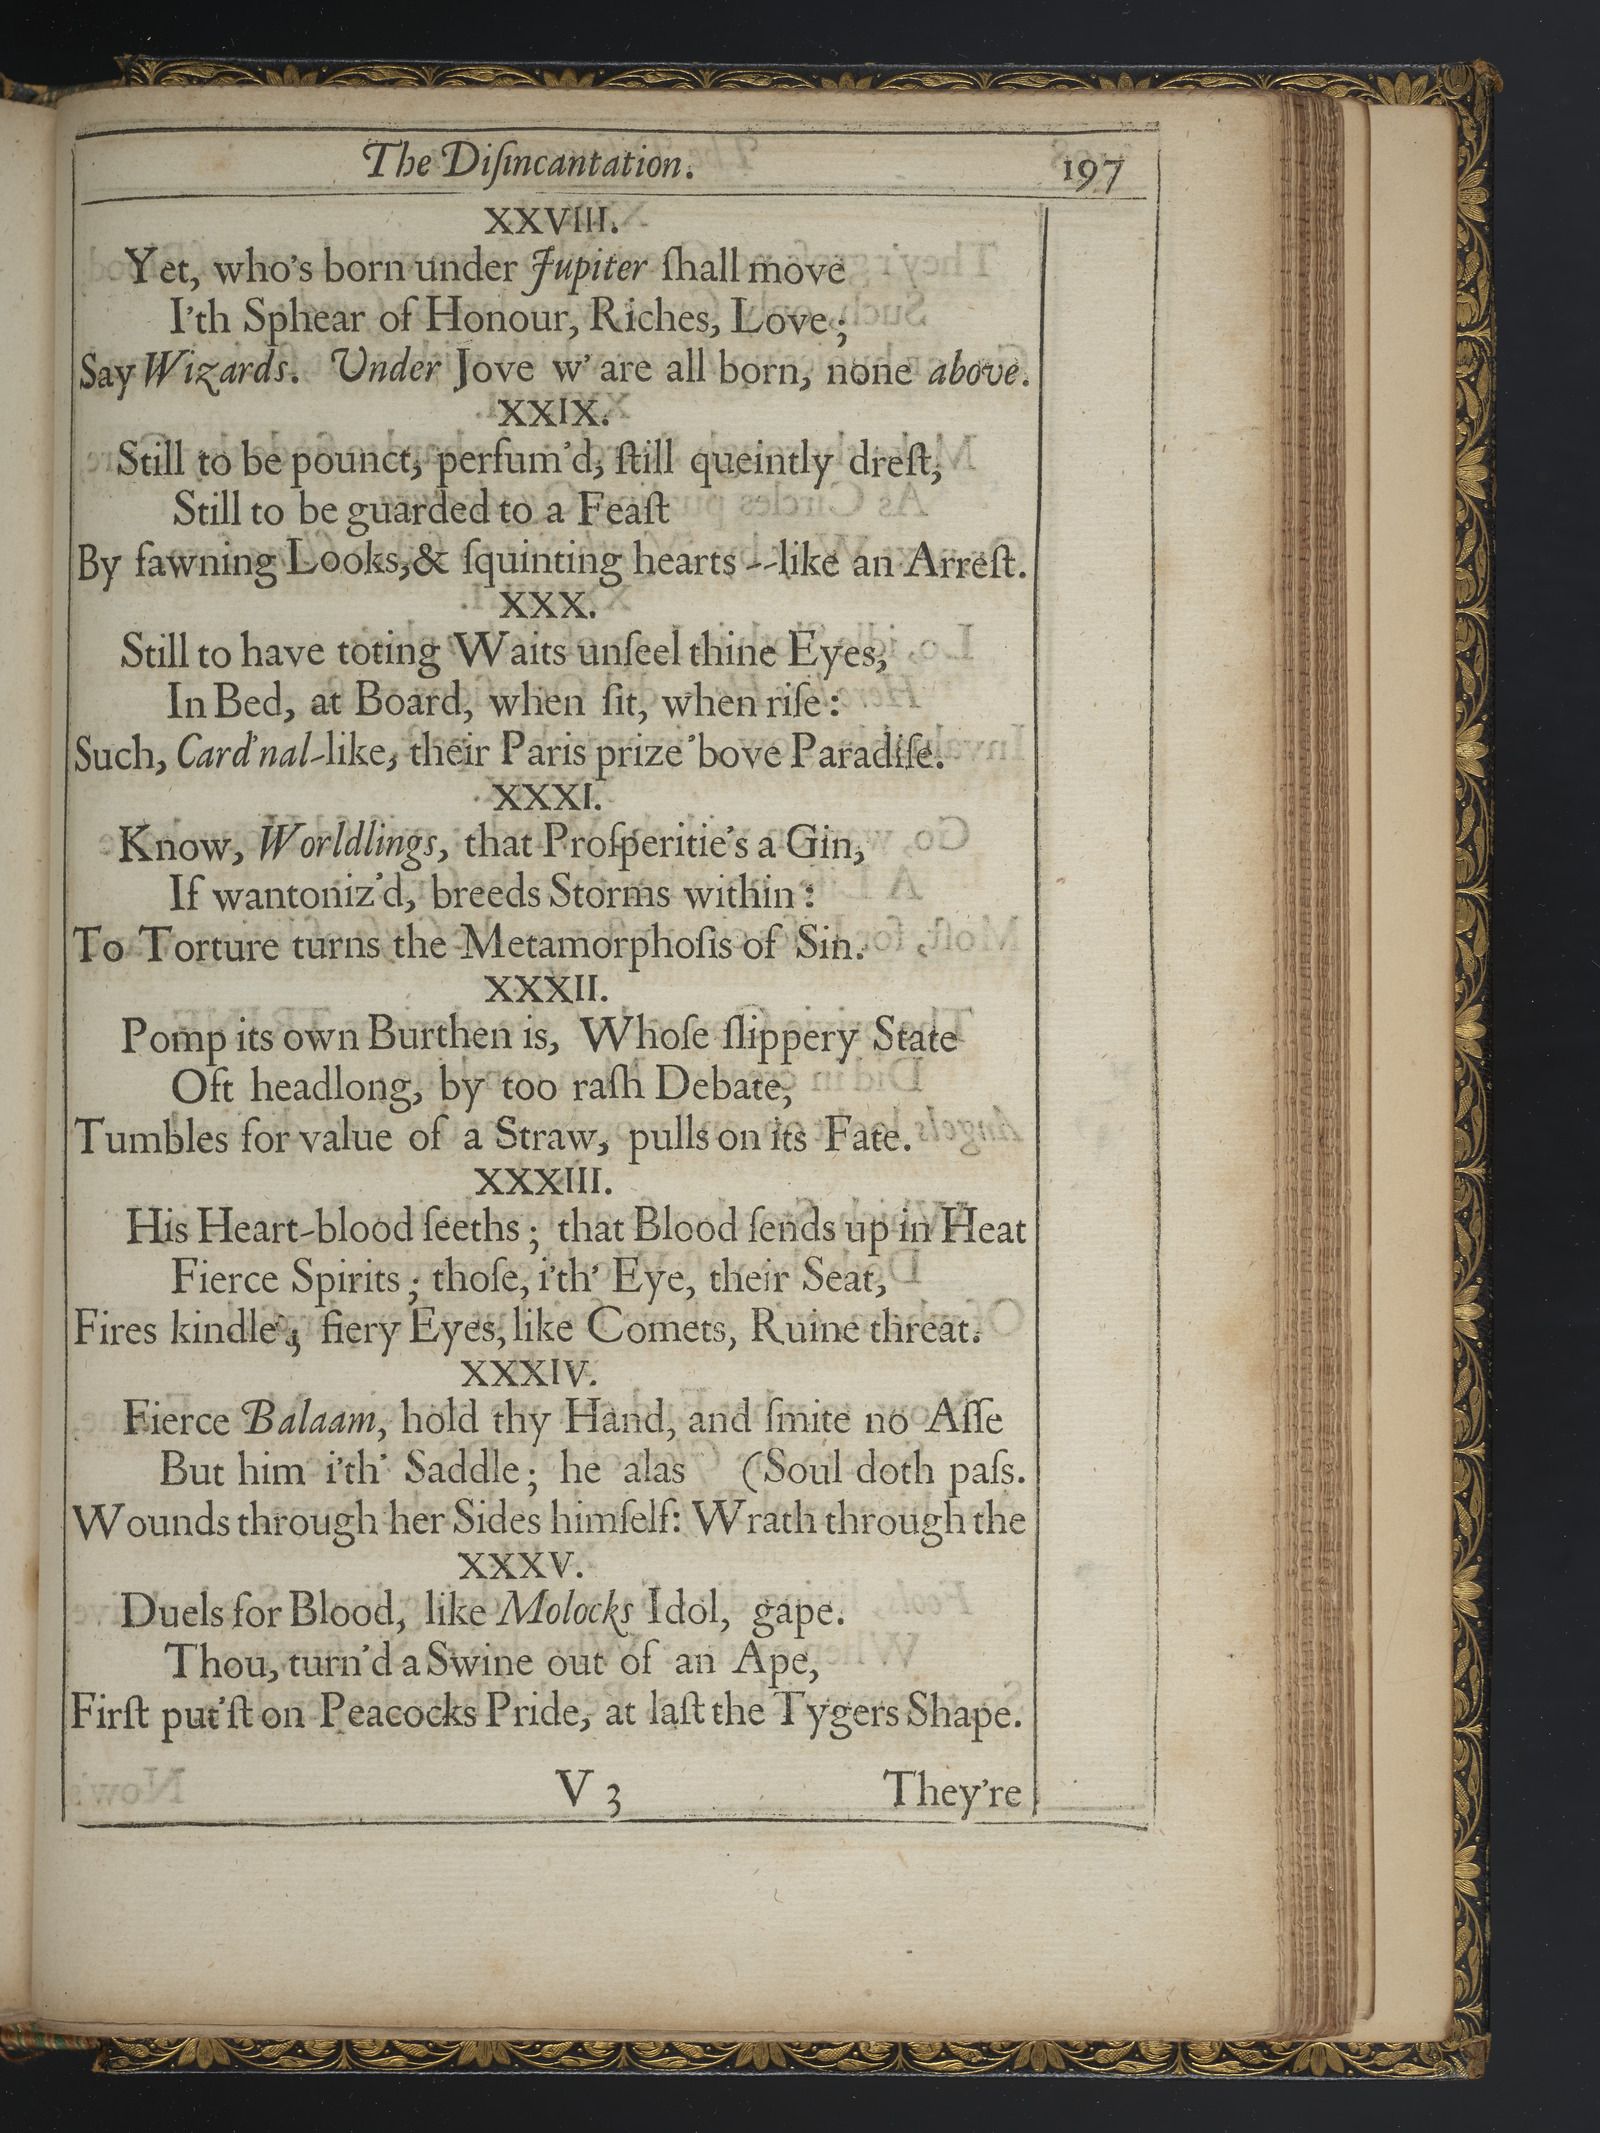 The Diſincantation. 197
XXVIII.
Yet, who's born under Jupiter ſhall move
I'th Sphear of Honour, Riches, Love;
Say Wizards. Under Jove w' are all born, none above.
XXIX.
Still to be pounct, perfum'd, ſtill queintly dreſt,
Still to be guarded to a Feaſt
By fawning Looks, & ſquinting hearts --like an Arreſt.
XXX.
Still to have toting Waits unſeel thine Eyes,
In Bed, at Board, when ſit, when riſe:
Such, Card'nal-like, their Paris prize 'bove Paradiſe.
XXXI.
Know, Worldlings, that Proſperitie's a Gin,
If wantoniz'd, breeds Storms within:
To Torture turns the Metamorphoſis of Sin.
XXXII.
Pomp its own Burthen is, Whoſe ſlippery State
Oft headlong, by too raſh Debate,
Tumbles for value of a Straw, pulls on its Fate.
XXXIII.
His Heart-blood ſeeths; that Blood ſends up in Heat
Fierce Spirits; thoſe, i'th' Eye, their Seat,
Fires kindle; fiery Eyes, like Comets, Ruine threat.
XXXIV.
Fierce Balaam, hold thy Hand, and ſmite no Aſſe
But him i'th' Saddle; he alas (Soul doth paſs.
Wounds through her Sides himſelf: Wrath through the
XXXV.
Duels for Blood, like Molocks Idol, gape.
Thou, turn'd a Swine out of an Ape,
Firſt put'ſt on Peacocks Pride, at laſt the Tygers Shape.
V 3 They're